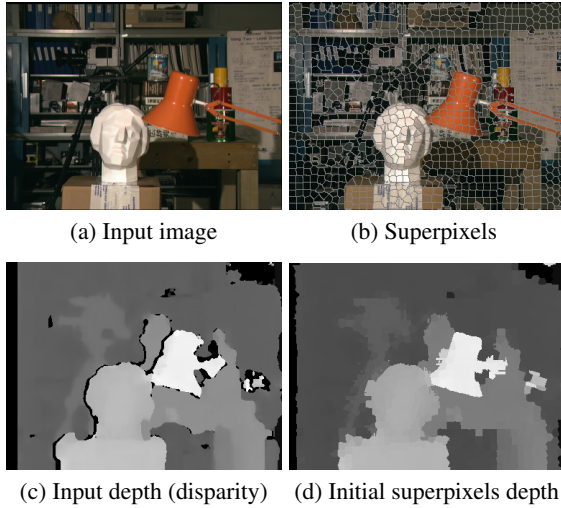 (a) Input image
(b) Superpixels
(c) Input depth (disparity)
(d) Initial superpixels depth